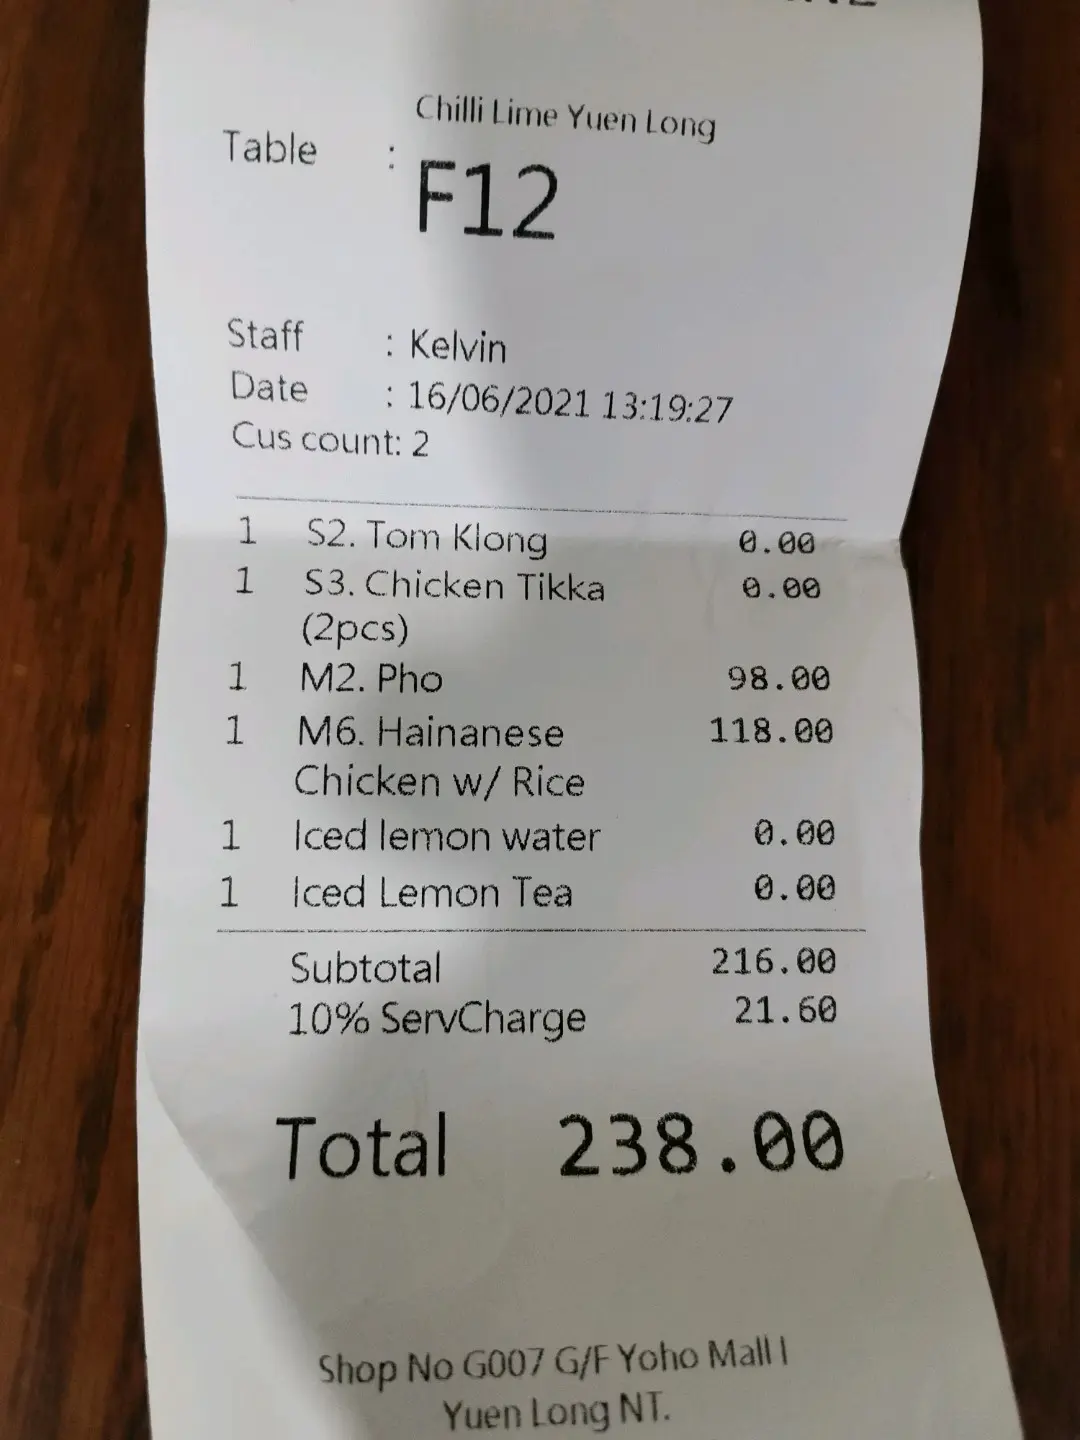 Chilli Lime Yuen Long
Table : F12
Staff : Kelvin
Date : 16/06/2021 13:19:27
Cus count: 2
1 S2. Tom Klong 0.00
1 S3. Chicken Tikka 0.00
(2pcs)
1 M2. Pho 98.00
1 M6. Hainanese 118.00
Chicken w/ Rice
1 Iced lemon water 0.00
1 Iced Lemon Tea 0.00
Subtotal 216.00
10% ServCharge 21.60
Total 238.00
Shop No G007 G/F Yoho Mall I
Yuen Long NT.